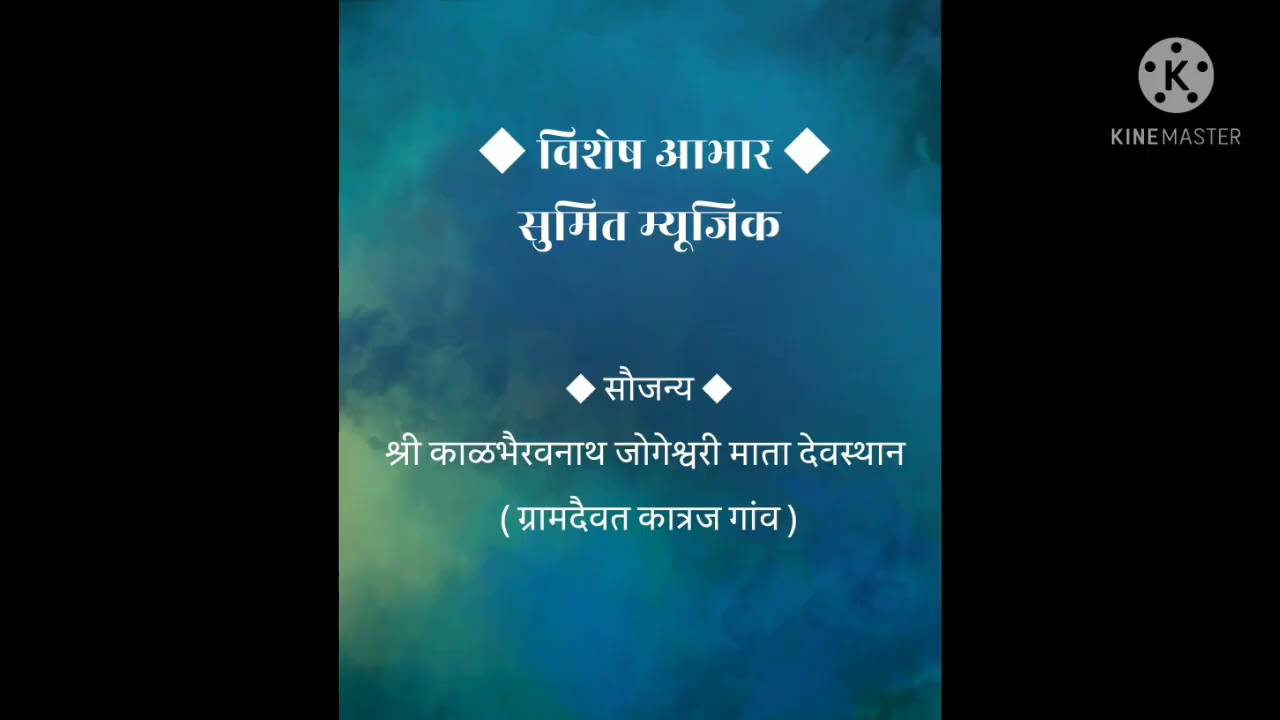 ◆ विशेष आभार ◆
सुमित म्यूजिक
◆ सौजन्य ◆
श्री काळभैरवनाथ जोगेश्वरी माता देवस्थान
( ग्रामदैवत कात्रज गांव )
K
KINEMASTER